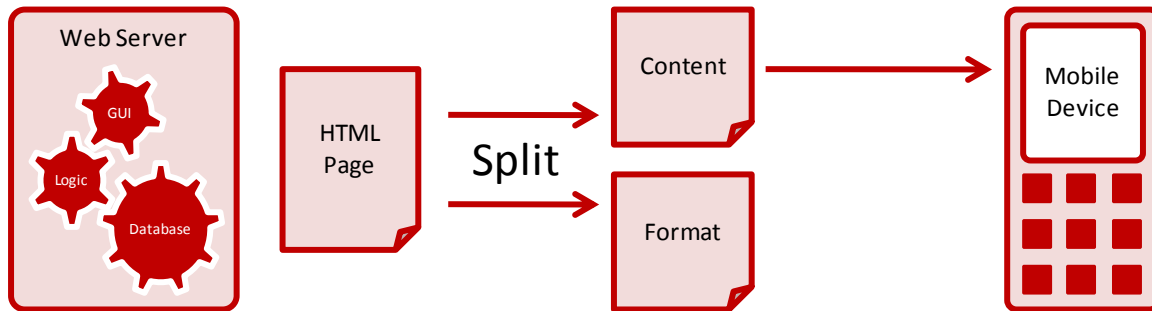 Web Server
GUI
Logic
Database
HTML
Page
Split
Content
Format
Mobile
Device